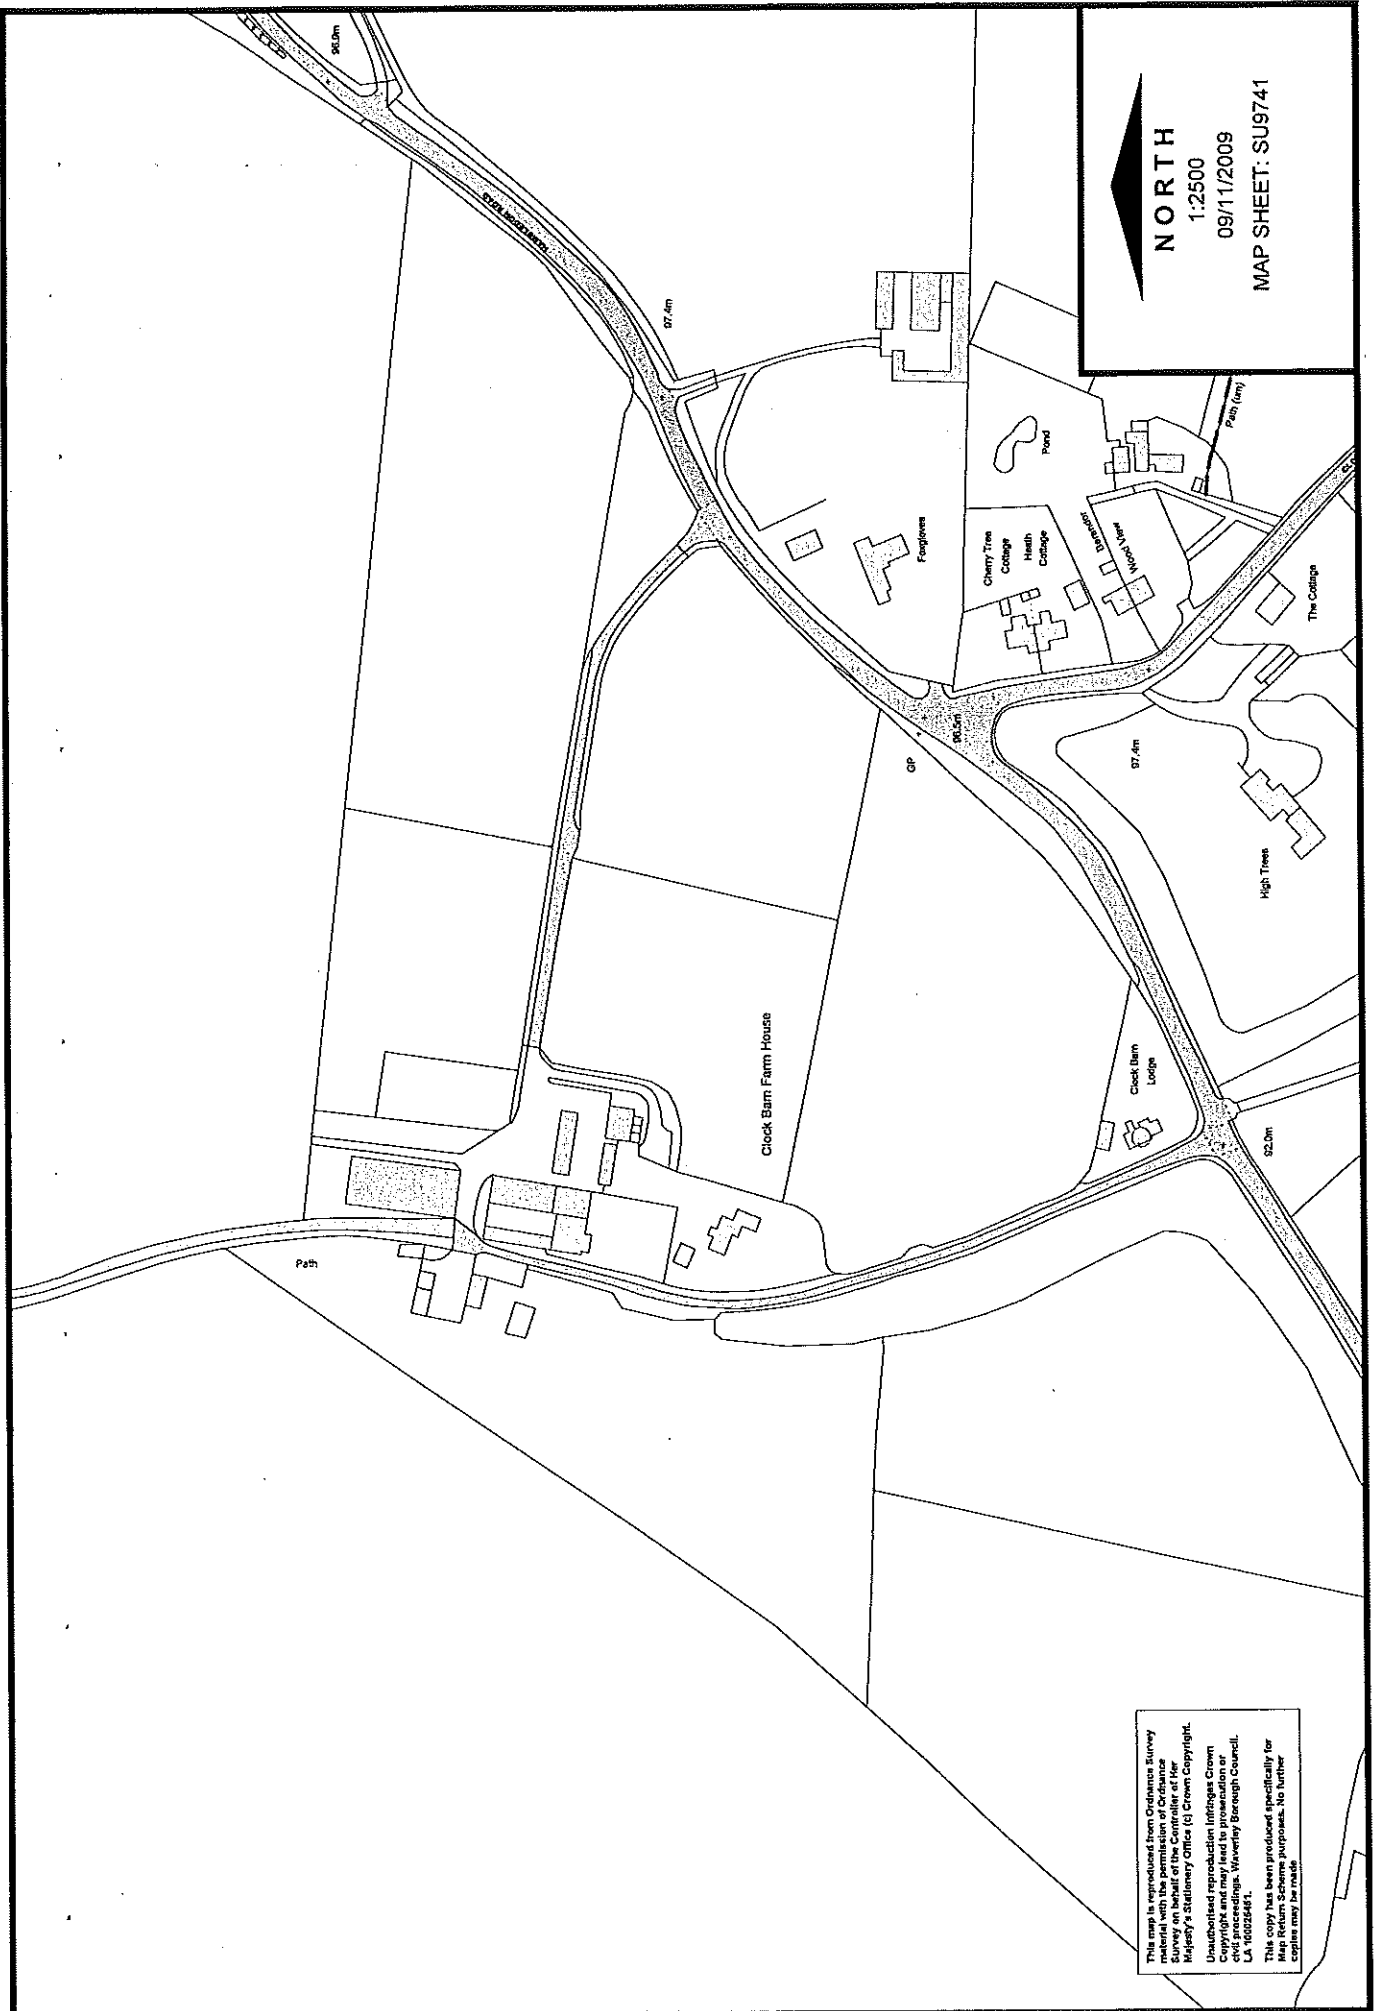 NORTH
1:2500
09/11/2009
MAP SHEET: SU9741
96.0m
HAMBLEDON ROAD
97.4m
Foxgloves
Pond
Cherry Tree
Cottage
Heath
Cottage
Wood View
Path (um)
The Cottage
96.5m
GP
97.4m
High Trees
Clock Barn Farm House
Clock Barn
Lodge
92.0m
Path
This map is reproduced from Ordnance Survey
material with the permission of Ordnance
Survey on behalf of the Controller of Her
Majesty's Stationery Office (c) Crown Copyright.
Unauthorised reproduction infringes Crown
Copyright and may lead to prosecution or
civil proceedings. Waverley Borough Council.
LA 100025451.
This copy has been produced specifically for
Map Return Scheme purposes. No further
copies may be made